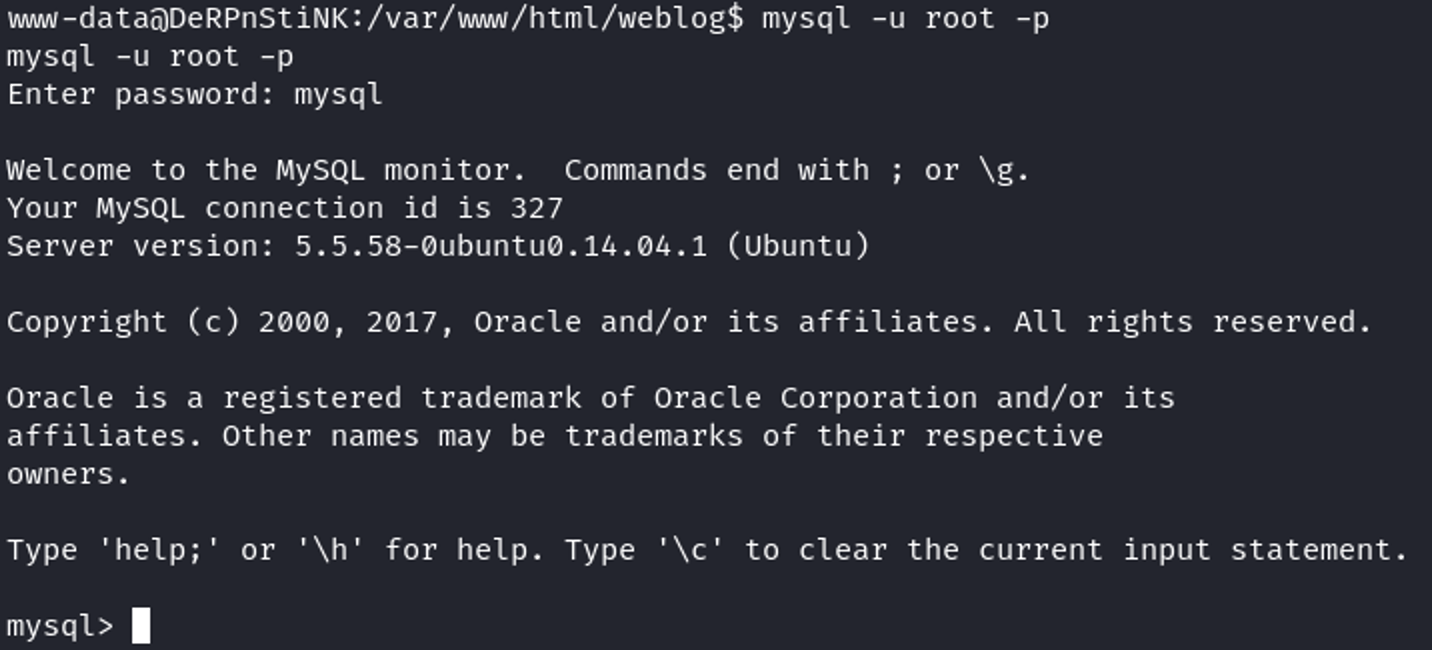 www-data@DeRPnStiNK:/var/www/html/weblog$ mysql -u root -p
mysql -u root -p
Enter password: mysql
Welcome to the MySQL monitor.  Commands end with ; or \g.
Your MySQL connection id is 327
Server version: 5.5.58-0ubuntu0.14.04.1 (Ubuntu)
Copyright (c) 2000, 2017, Oracle and/or its affiliates. All rights reserved.
Oracle is a registered trademark of Oracle Corporation and/or its
affiliates. Other names may be trademarks of their respective
owners.
Type 'help;' or '\h' for help. Type '\c' to clear the current input statement.
mysql>